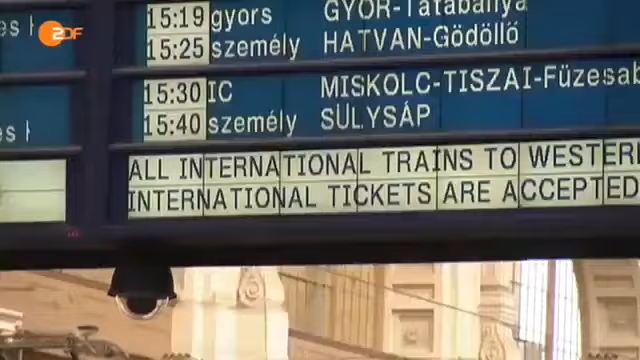 ZDF
15:19 gyors GYŐR-Tatabánya
15:25 személy HATVAN-Gödöllő
15:30 IC MISKOLC-TISZAI-Füzesab
15:40 személy SÜLYSÁP
ALL INTERNATIONAL TRAINS TO WESTER
INTERNATIONAL TICKETS ARE ACCEPTED